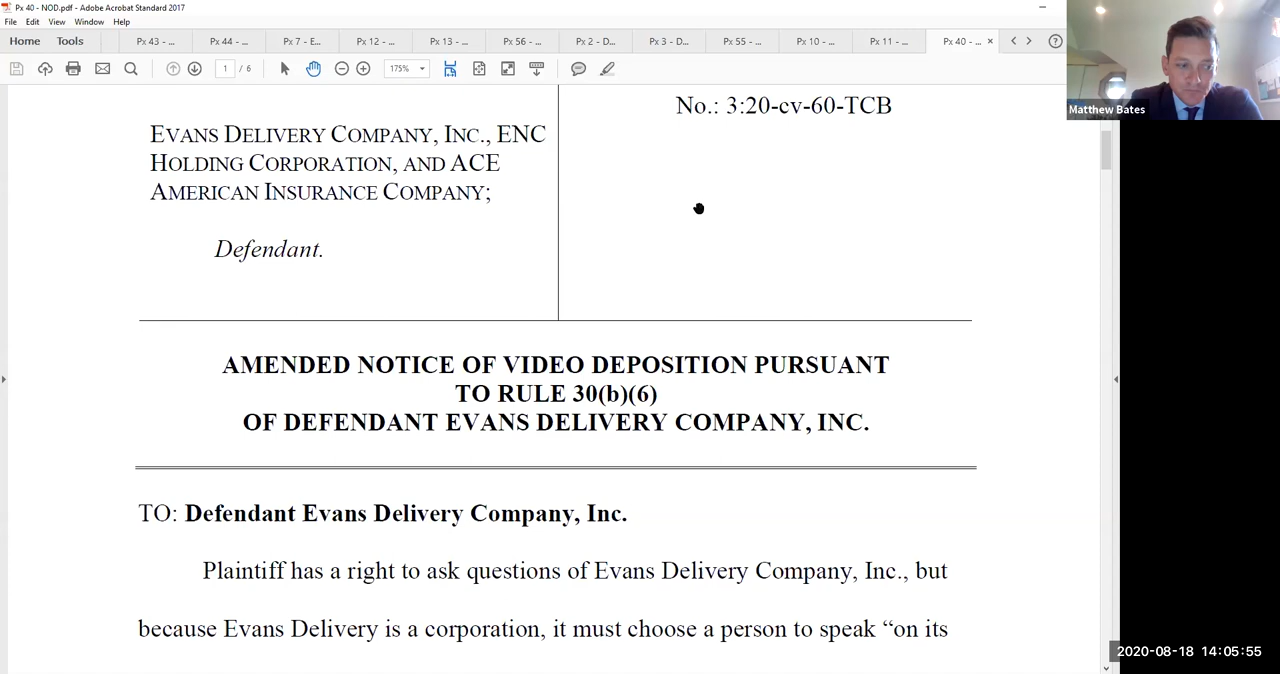 Px 40 - NOD.pdf - Adobe Acrobat Standard 2017
File Edit View Window Help
Home Tools Px 43 - ... Px 44 - ... Px 7 - E... Px 12 - ... Px 13 - ... Px 56 - ... Px 2 - D... Px 3 - D... Px 55 - ... Px 10 - ... Px 11 - ... Px 40 - ... ×
1 / 6 175%
Matthew Bates
No.: 3:20-cv-60-TCB
EVANS DELIVERY COMPANY, INC., ENC
HOLDING CORPORATION, AND ACE
AMERICAN INSURANCE COMPANY;
Defendant.
AMENDED NOTICE OF VIDEO DEPOSITION PURSUANT
TO RULE 30(b)(6)
OF DEFENDANT EVANS DELIVERY COMPANY, INC.
TO: Defendant Evans Delivery Company, Inc.
Plaintiff has a right to ask questions of Evans Delivery Company, Inc., but
because Evans Delivery is a corporation, it must choose a person to speak “on its
2020-08-18 14:05:55